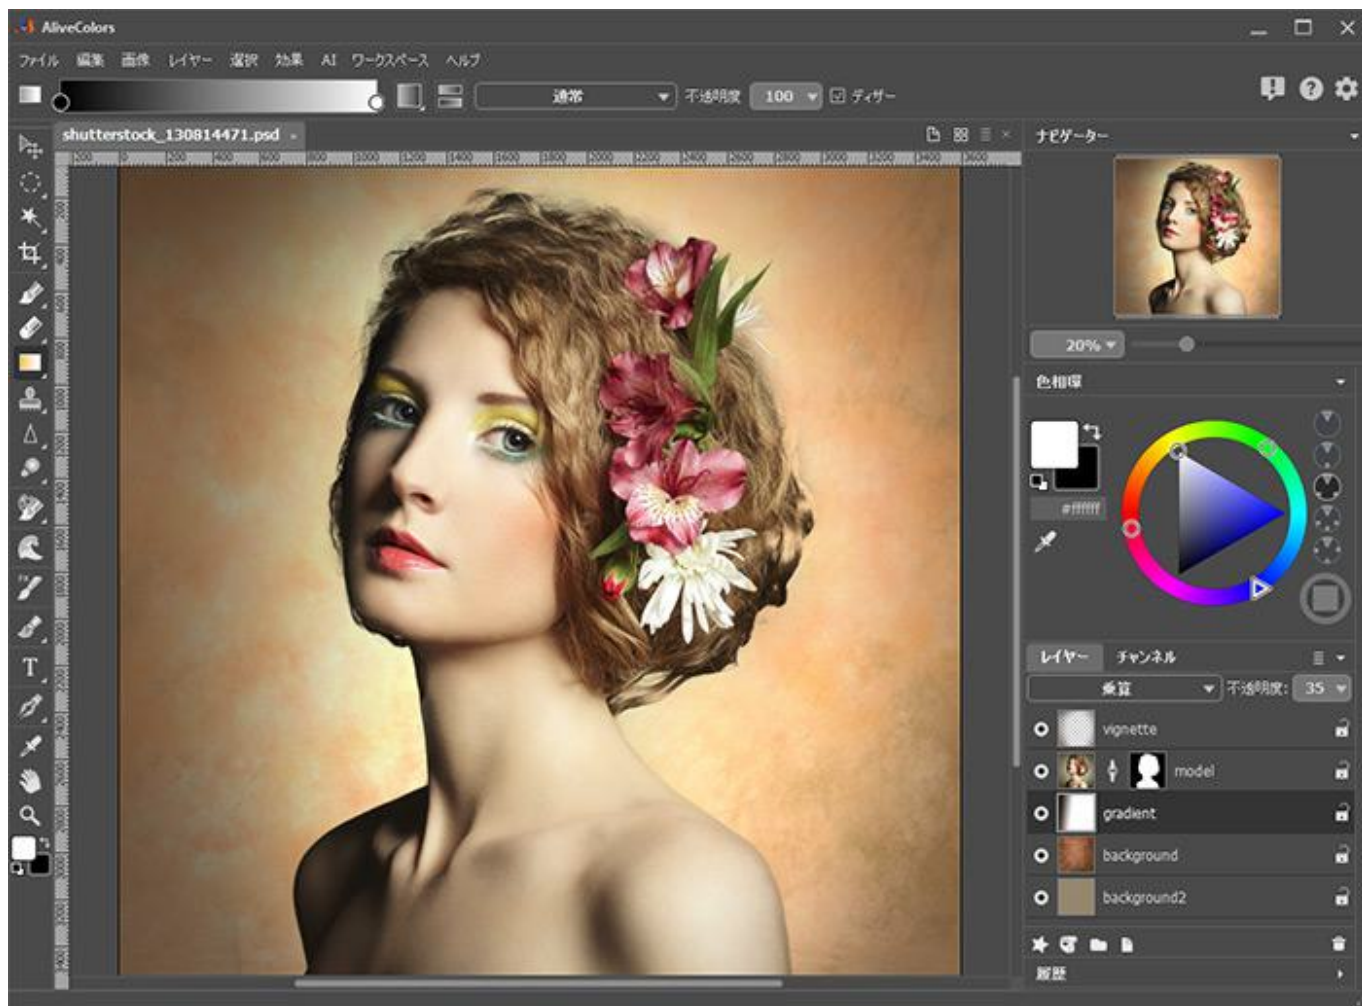 AliveColors
ファイル 編集 画像 レイヤー 選択 効果 AI ワークスペース ヘルプ
通常 不透明度 100 ディザー
shutterstock_130814471.psd
ナビゲーター
20%
色相環
#ffffff
レイヤー チャンネル
乗算 不透明度: 35
vignette
model
gradient
background
background2
履歴